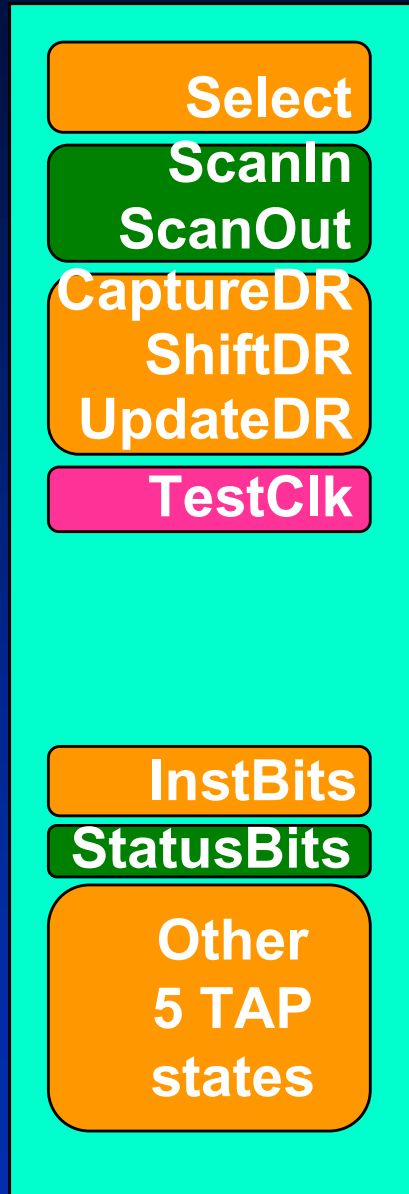 Select
ScanIn
ScanOut
CaptureDR
ShiftDR
UpdateDR
TestClk
InstBits
StatusBits
Other
5 TAP
states